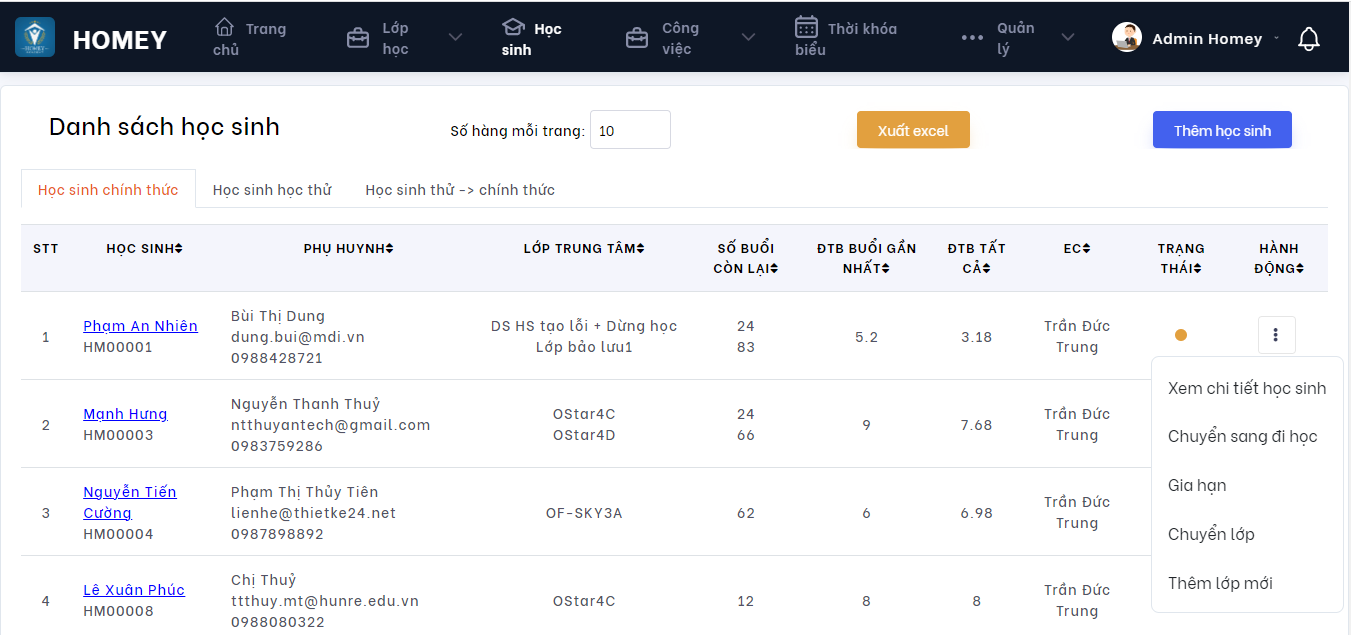 HOMEY
Trang chủ
Lớp học
Học sinh
Công việc
Thời khóa biểu
Quản lý
Admin Homey
Danh sách học sinh
Số hàng mỗi trang: 10
Xuất excel
Thêm học sinh
Học sinh chính thức
Học sinh học thử
Học sinh thử -> chính thức
STT
HỌC SINH
PHỤ HUYNH
LỚP TRUNG TÂM
SỐ BUỔI
CÒN LẠI
ĐTB BUỔI GẦN
NHẤT
ĐTB TẤT
CẢ
EC
TRẠNG
THÁI
HÀNH
ĐỘNG
1
Phạm An Nhiên
HM00001
Bùi Thị Dung
dung.bui@mdi.vn
0988428721
DS HS tạo lỗi + Dừng học
Lớp bảo lưu1
24
83
5.2
3.18
Trần Đức
Trung
2
Mạnh Hưng
HM00003
Nguyễn Thanh Thuỷ
ntthuyantech@gmail.com
0983759286
OStar4C
OStar4D
24
66
9
7.68
Trần Đức
Trung
3
Nguyễn Tiến
Cường
HM00004
Phạm Thị Thủy Tiên
lienhe@thietke24.net
0987898892
OF-SKY3A
62
6
6.98
Trần Đức
Trung
4
Lê Xuân Phúc
HM00008
Chị Thuỷ
ttthuy.mt@hunre.edu.vn
0988080322
OStar4C
12
8
8
Trần Đức
Trung
Xem chi tiết học sinh
Chuyển sang đi học
Gia hạn
Chuyển lớp
Thêm lớp mới